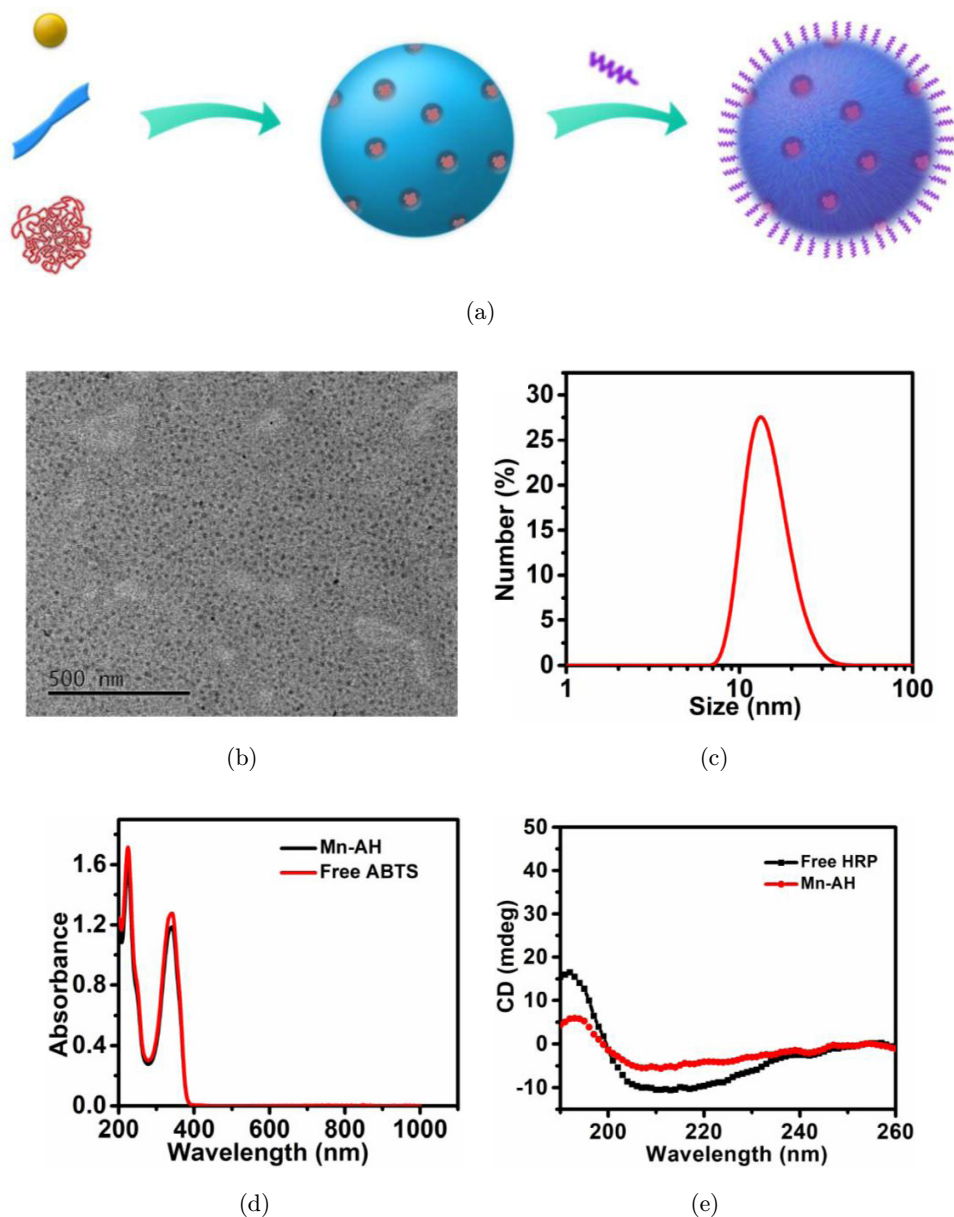 (a)
500 nm
(b)
Number (%)
30
25
20
15
10
5
0
1
10
100
Size (nm)
(c)
Absorbance
1.6
1.2
0.8
0.4
0.0
Mn-AH
Free ABTS
200
400
600
800
1000
Wavelength (nm)
(d)
CD (mdeg)
50
40
30
20
10
0
-10
Free HRP
Mn-AH
200
220
240
260
Wavelength (nm)
(e)